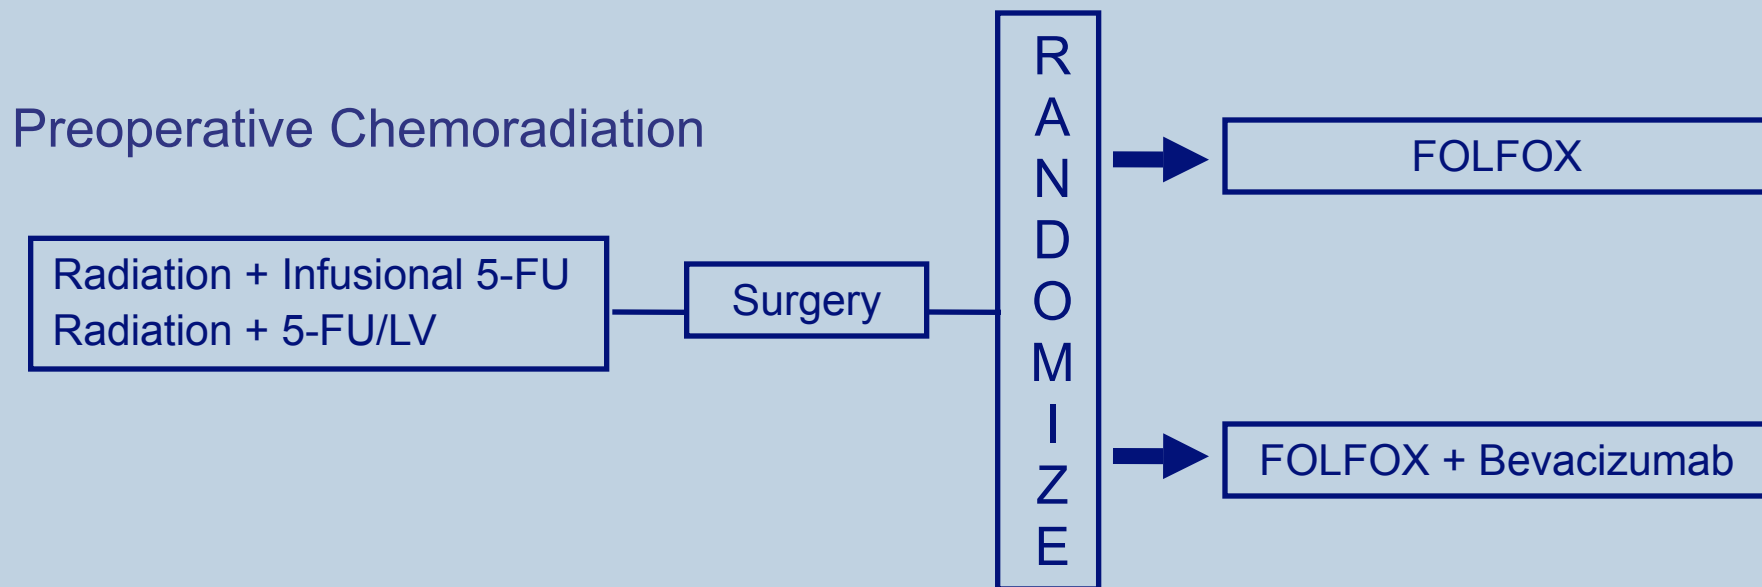 Preoperative Chemoradiation
Radiation + Infusional 5-FU
Radiation + 5-FU/LV
Surgery
R
A
N
D
O
M
I
Z
E
FOLFOX
FOLFOX + Bevacizumab